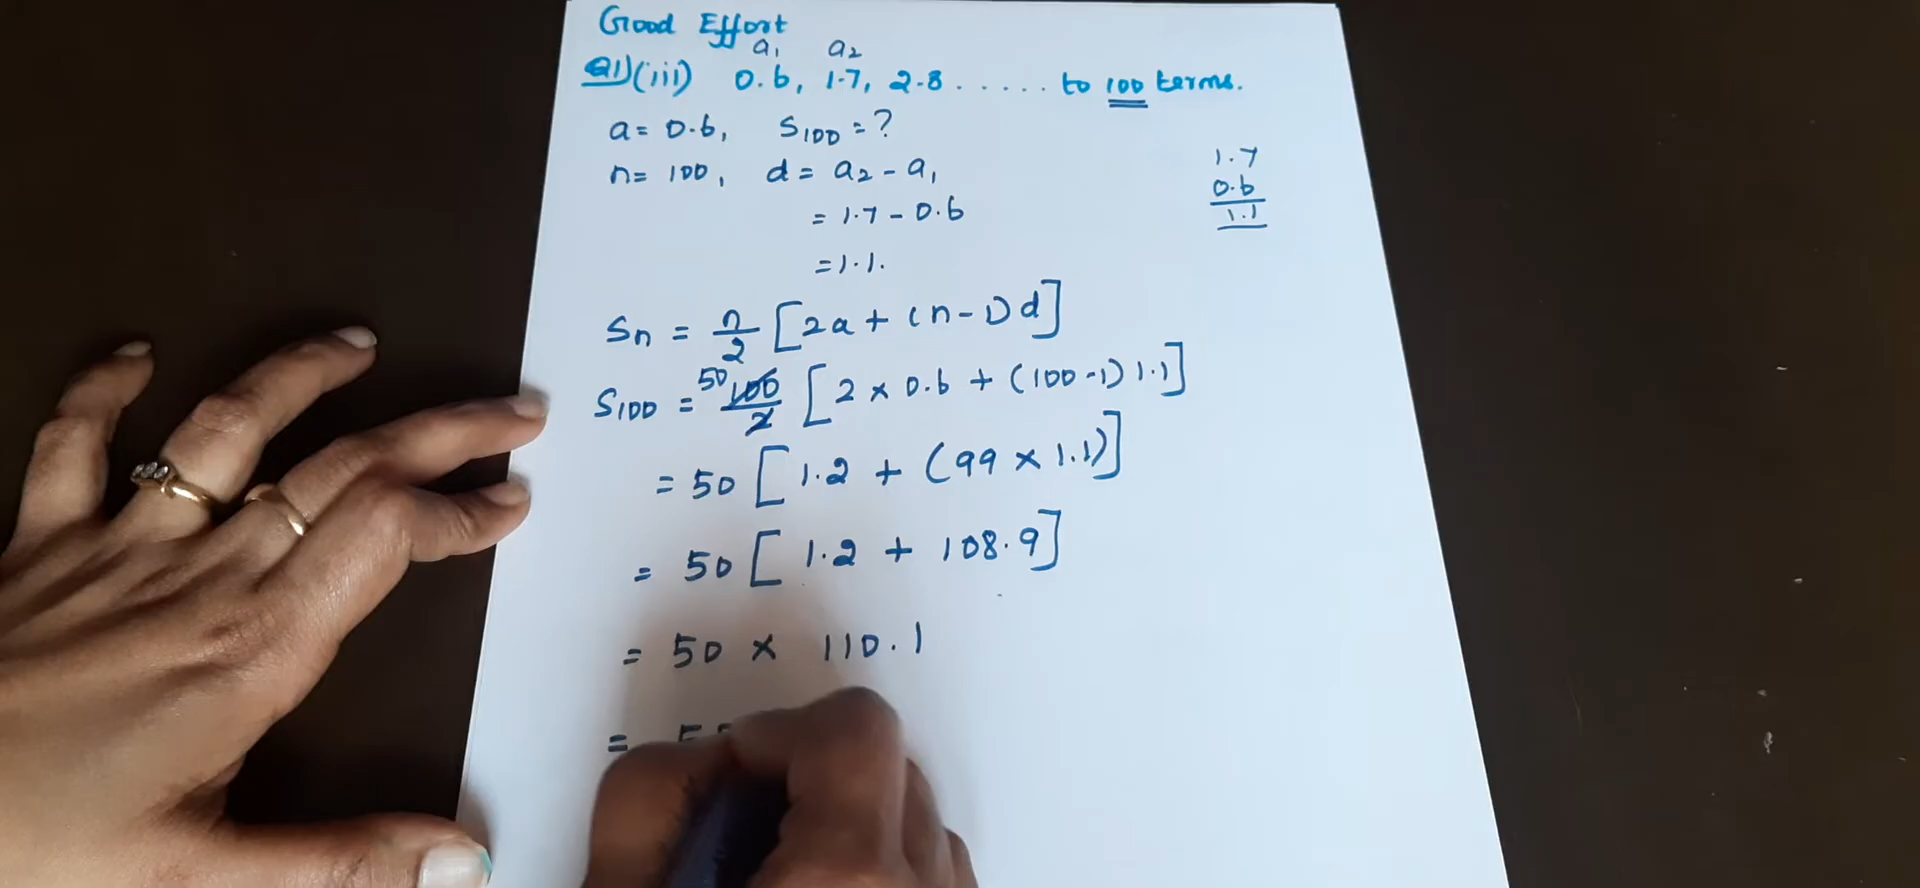 Good Effort
a₁ a₂
Q1)(iii) 0.6, 1.7, 2.8 . . . . . to 100 terms.
a = 0.6, S₁₀₀ = ?
n = 100, d = a₂ - a₁
= 1.7 - 0.6
= 1.1.
1.7
0.6
1.1
Sn = n/2 [2a + (n-1)d]
50
S₁₀₀ = 100/2 [2 × 0.6 + (100-1) 1.1]
= 50 [1.2 + (99 × 1.1)]
= 50 [1.2 + 108.9]
= 50 × 110.1
=